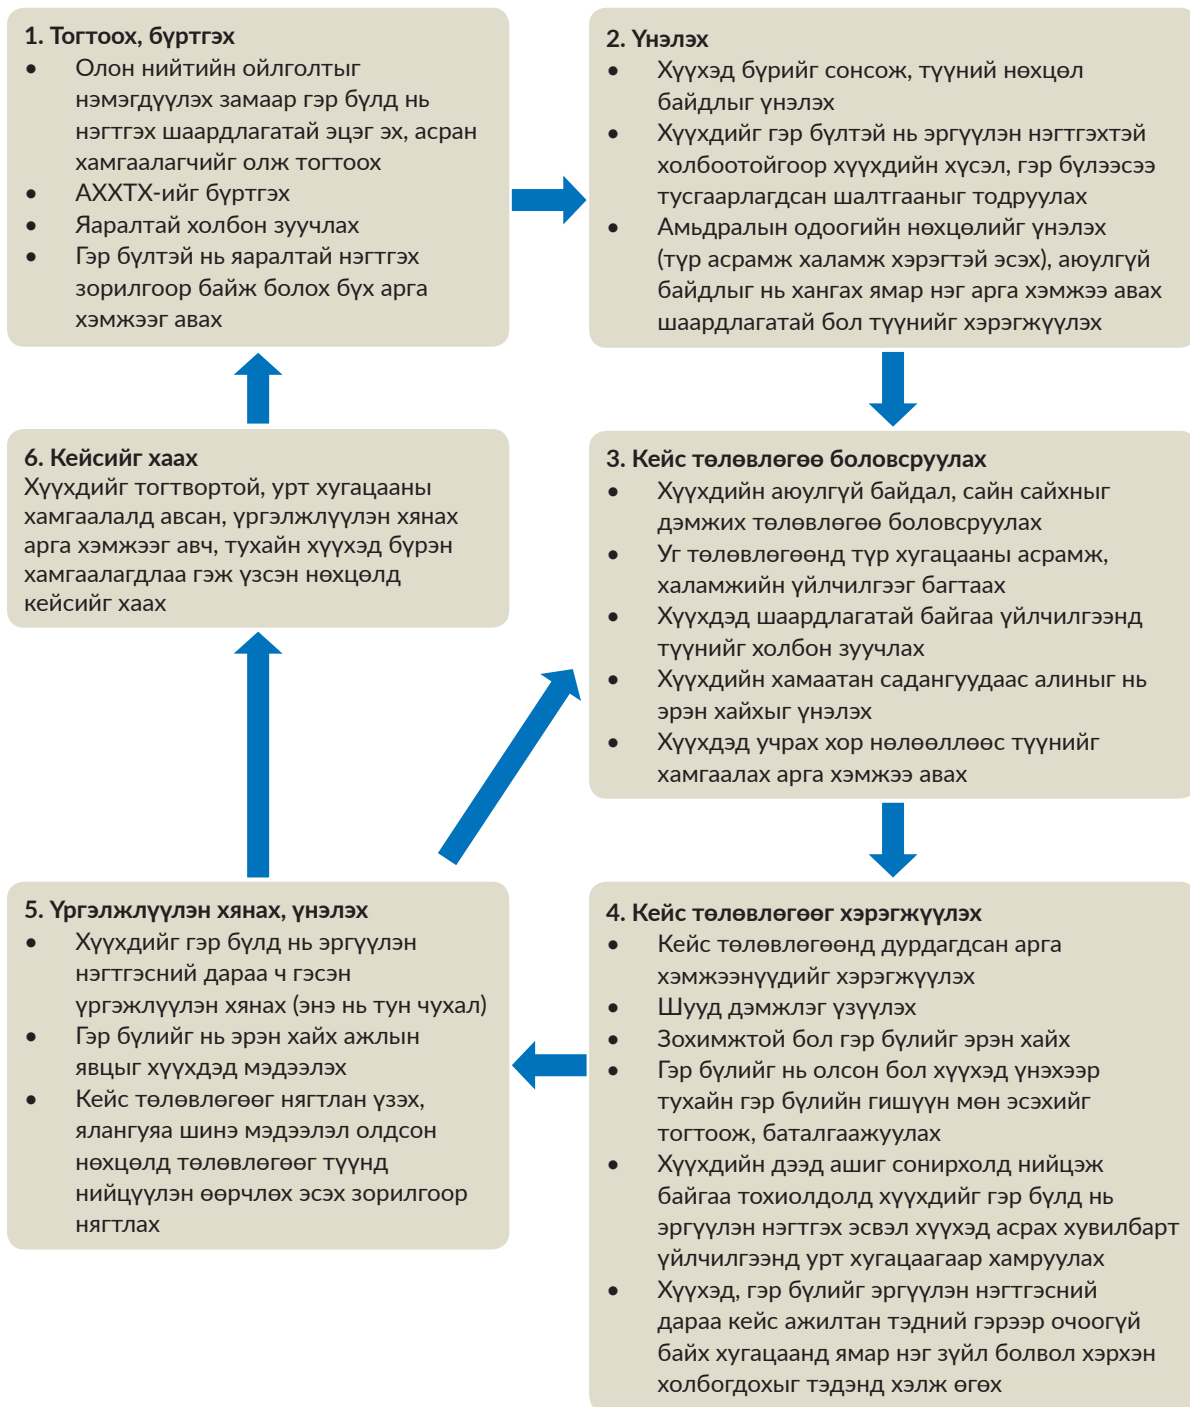 1. Тогтоох, бүртгэх
• Олон нийтийн ойлголтыг
нэмэгдүүлэх замаар гэр бүлд нь
нэгтгэх шаардлагатай эцэг эх, асран
хамгаалагчийг олж тогтоох
• АХХТХ-ийг бүртгэх
• Яаралтай холбон зуучлах
• Гэр бүлтэй нь яаралтай нэгтгэх
зорилгоор байж болох бүх арга
хэмжээг авах
2. Үнэлэх
• Хүүхэд бүрийг сонсож, түүний нөхцөл
байдлыг үнэлэх
• Хүүхдийг гэр бүлтэй нь эргүүлэн нэгтгэхтэй
холбоотойгоор хүүхдийн хүсэл, гэр бүлээсээ
тусгаарлагдсан шалтгааныг тодруулах
• Амьдралын одоогийн нөхцөлийг үнэлэх
(түр асрамж халамж хэрэгтэй эсэх), аюулгүй
байдлыг нь хангах ямар нэг арга хэмжээ авах
шаардлагатай бол түүнийг хэрэгжүүлэх
3. Кейс төлөвлөгөө боловсруулах
• Хүүхдийн аюулгүй байдал, сайн сайхныг
дэмжих төлөвлөгөө боловсруулах
• Уг төлөвлөгөөнд түр хугацааны асрамж,
халамжийн үйлчилгээг багтаах
• Хүүхдэд шаардлагатай байгаа үйлчилгээнд
түүнийг холбон зуучлах
• Хүүхдийн хамаатан садангуудаас алиныг нь
эрэн хайхыг үнэлэх
• Хүүхдэд учрах хор нөлөөллөөс түүнийг
хамгаалах арга хэмжээ авах
4. Кейс төлөвлөгөөг хэрэгжүүлэх
• Кейс төлөвлөгөөнд дурдагдсан арга
хэмжээнүүдийг хэрэгжүүлэх
• Шууд дэмжлэг үзүүлэх
• Зохимжтой бол гэр бүлийг эрэн хайх
• Гэр бүлийг нь олсон бол хүүхэд үнэхээр
тухайн гэр бүлийн гишүүн мөн эсэхийг
тогтоож, баталгаажуулах
• Хүүхдийн дээд ашиг сонирхолд нийцэж
байгаа тохиолдолд хүүхдийг гэр бүлд нь
эргүүлэн нэгтгэх эсвэл хүүхэд асрах хувилбарт
үйлчилгээнд урт хугацаагаар хамруулах
• Хүүхэд, гэр бүлийг эргүүлэн нэгтгэсний
дараа кейс ажилтан тэдний гэрээр очоогүй
байх хугацаанд ямар нэг зүйл болвол хэрхэн
холбогдохыг тэдэнд хэлж өгөх
5. Үргэлжлүүлэн хянах, үнэлэх
• Хүүхдийг гэр бүлд нь эргүүлэн
нэгтгэсний дараа ч гэсэн
үргэжлүүлэн хянах (энэ нь тун чухал)
• Гэр бүлийг нь эрэн хайх ажлын
явцыг хүүхдэд мэдээлэх
• Кейс төлөвлөгөөг нягтлан үзэх,
ялангуяа шинэ мэдээлэл олдсон
нөхцөлд төлөвлөгөөг түүнд
нийцүүлэн өөрчлөх эсэх зорилгоор
нягтлах
6. Кейсийг хаах
Хүүхдийг тогтвортой, урт хугацааны
хамгаалалд авсан, үргэлжлүүлэн хянах
арга хэмжээг авч, тухайн хүүхэд бүрэн
хамгаалагдлаа гэж үзсэн нөхцөлд
кейсийг хаах